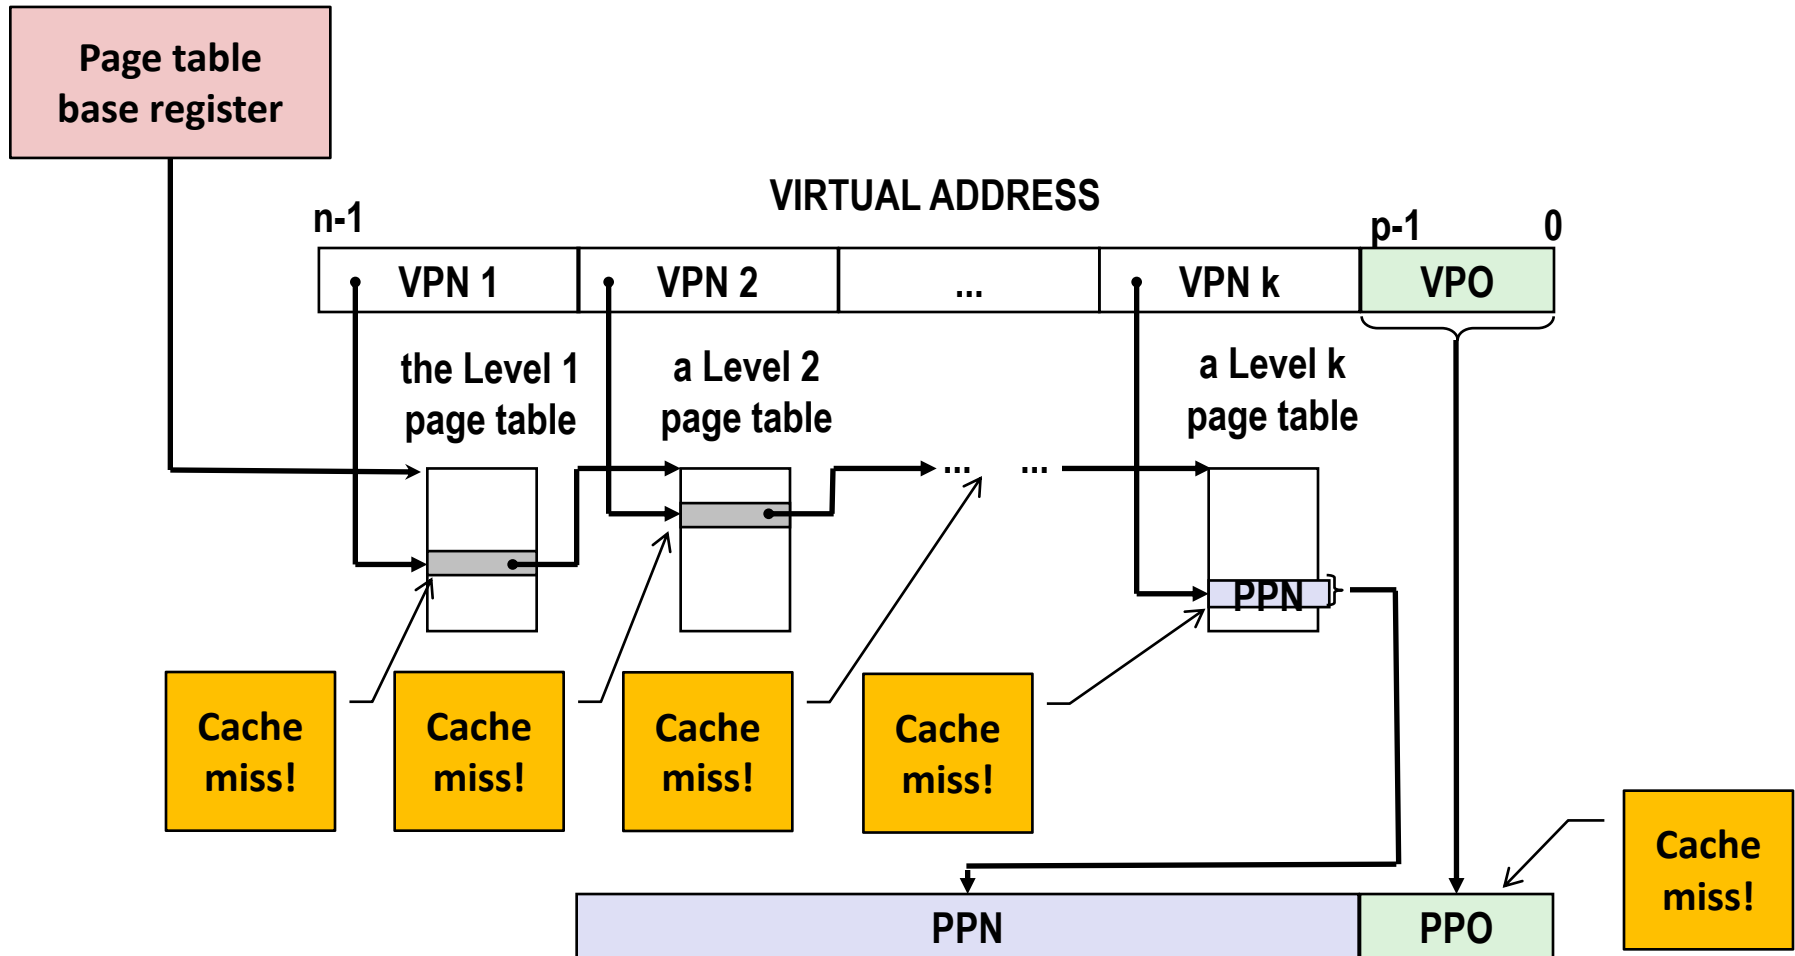 Page table
base register
VIRTUAL ADDRESS
n-1
p-1
0
VPN 1
VPN 2
...
VPN k
VPO
the Level 1
page table
a Level 2
page table
a Level k
page table
... ...
PPN
Cache
miss!
Cache
miss!
Cache
miss!
Cache
miss!
Cache
miss!
PPN
PPO